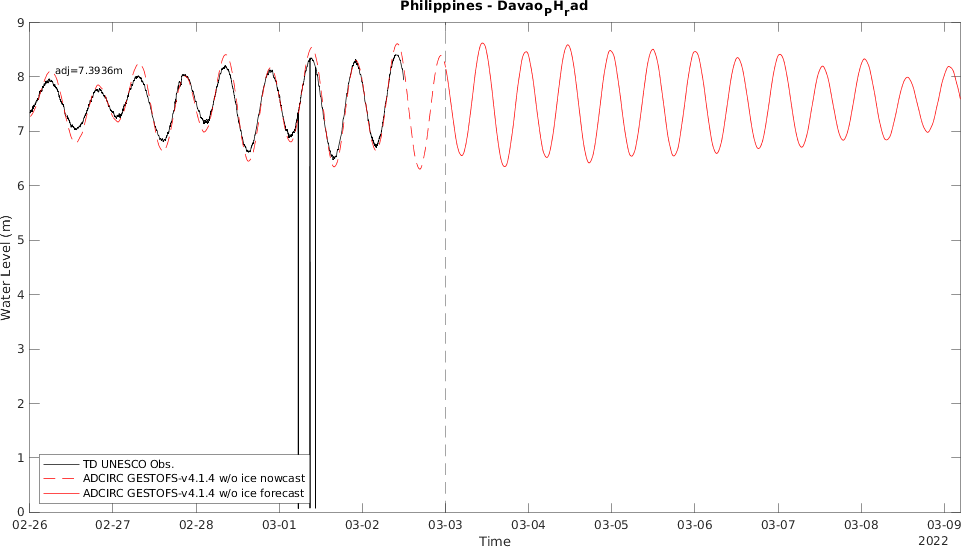 Philippines - DavaoPHrad
9
8
7
6
5
4
3
2
1
0
Water Level (m)
adj=7.3936m
TD UNESCO Obs.
ADCIRC GESTOFS-v4.1.4 w/o ice nowcast
ADCIRC GESTOFS-v4.1.4 w/o ice forecast
02-26 02-27 02-28 03-01 03-02 03-03 03-04 03-05 03-06 03-07 03-08 03-09
Time
2022